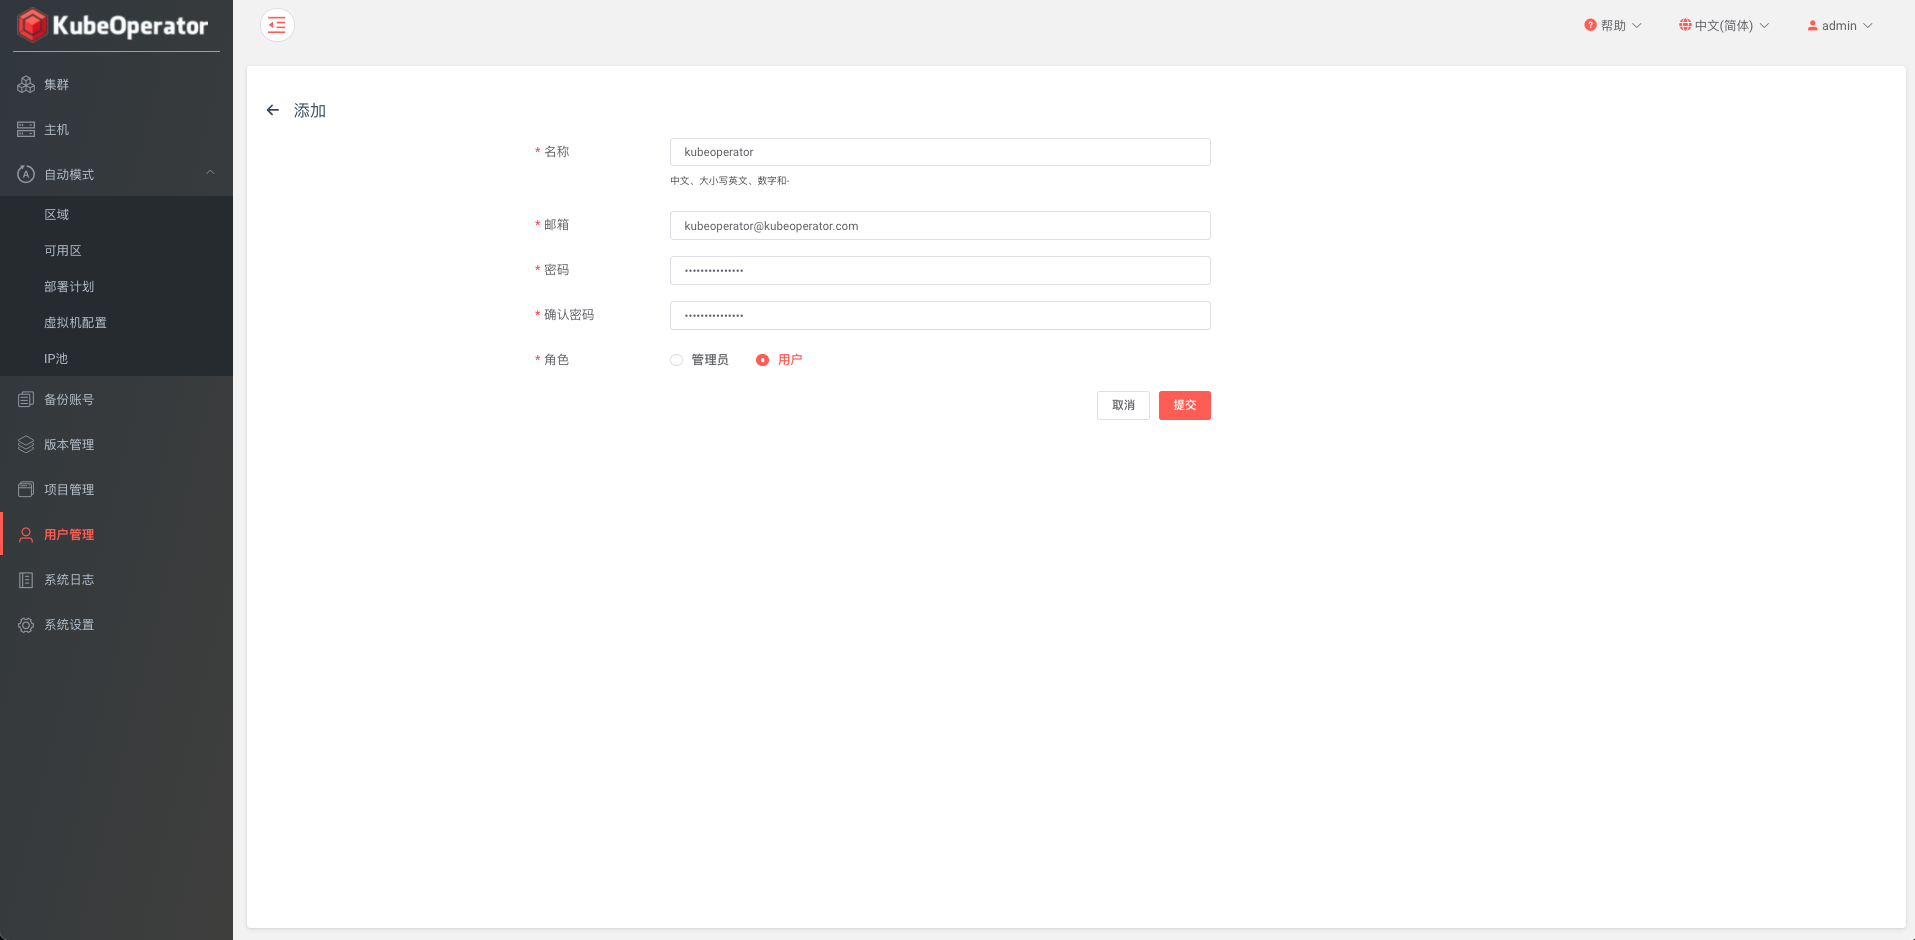 KubeOperator
帮助
中文(简体)
admin
集群
主机
自动模式
区域
可用区
部署计划
虚拟机配置
IP池
备份账号
版本管理
项目管理
用户管理
系统日志
系统设置
添加
* 名称
kubeoperator
中文、大小写英文、数字和-
* 邮箱
kubeoperator@kubeoperator.com
* 密码
•••••••••••••••
* 确认密码
•••••••••••••••
* 角色
管理员
用户
取消
提交